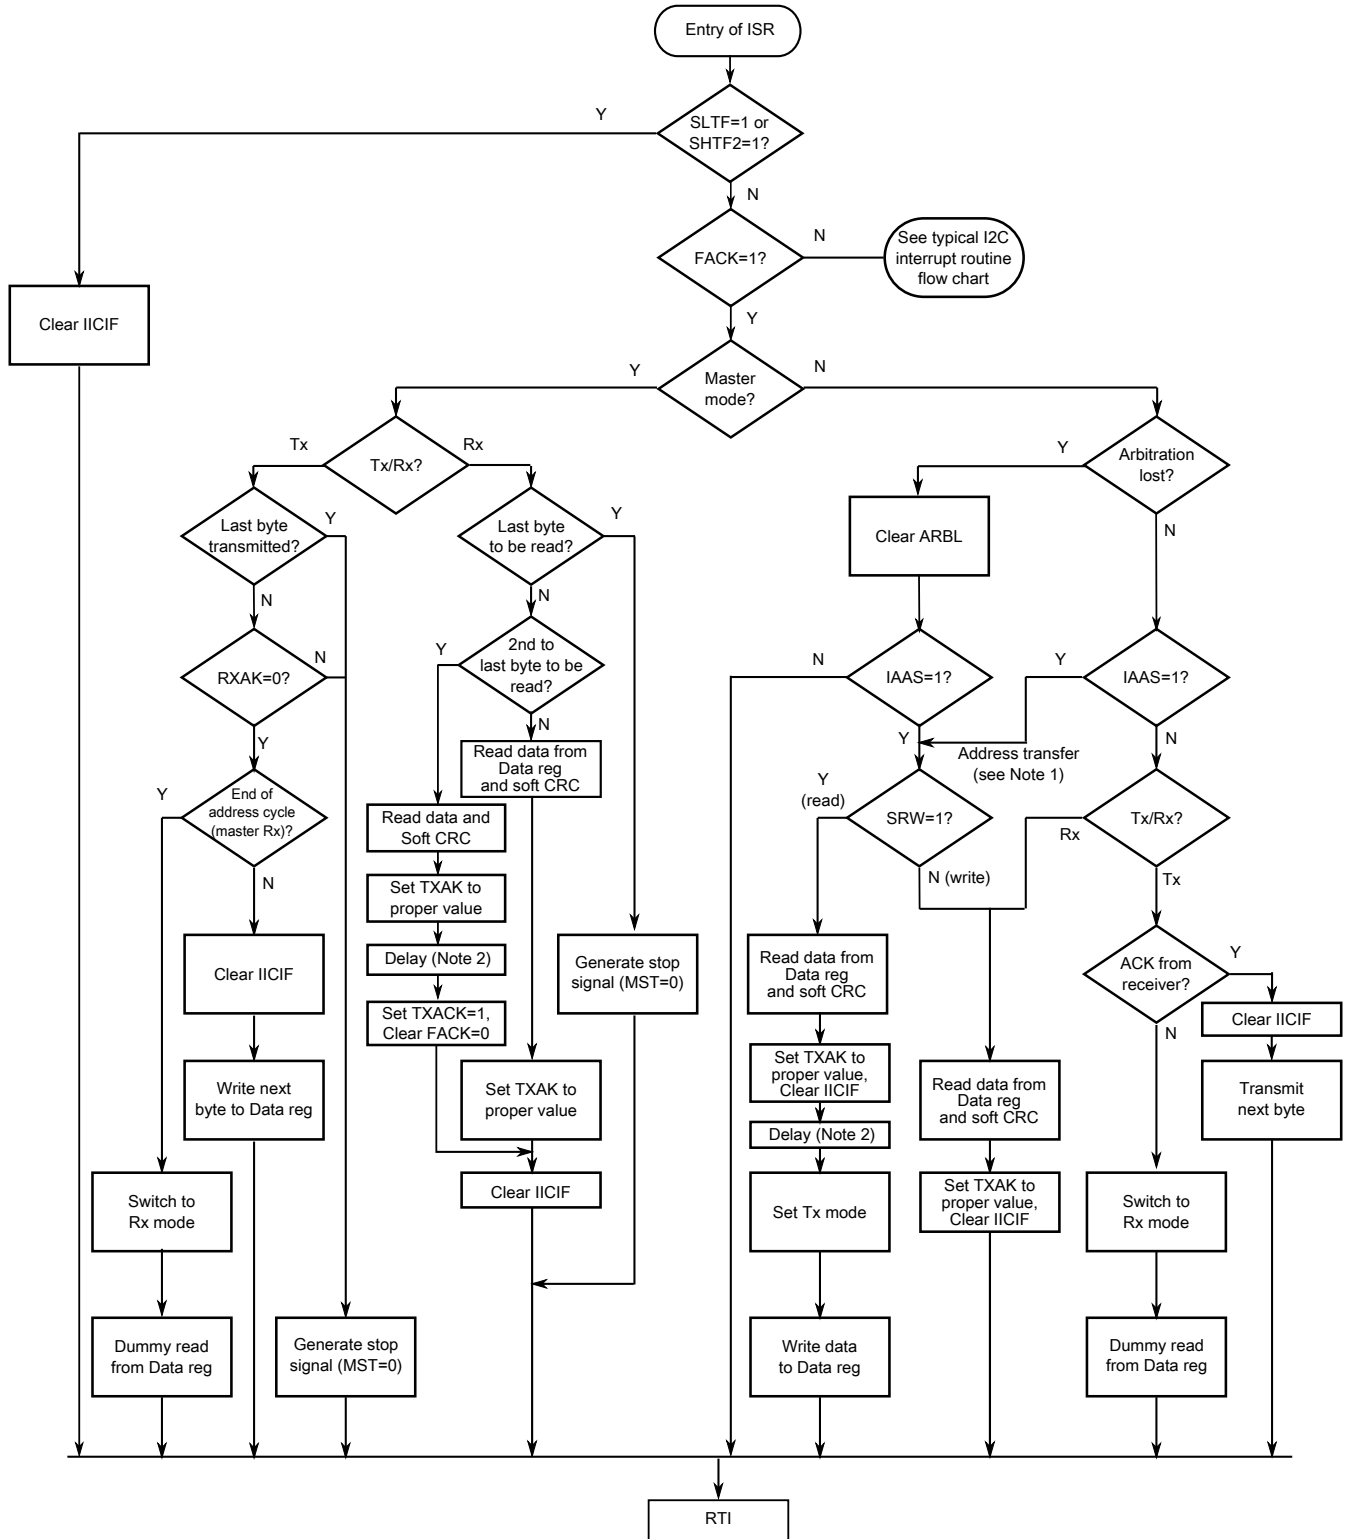 Entry of ISR
Y
SLTF=1 or
SHTF2=1?
N
FACK=1?
N
See typical I2C
interrupt routine
flow chart
Clear IICIF
Y
Y
Master
mode?
N
Tx
Tx/Rx?
Rx
Y
Arbitration
lost?
Last byte
transmitted?
Y
Last byte
to be read?
Y
Clear ARBL
N
N
N
RXAK=0?
N
Y
2nd to
last byte to be
read?
N
IAAS=1?
Y
IAAS=1?
Y
N
Read data from
Data reg
and soft CRC
Y
Address transfer
(see Note 1)
N
Y
End of
address cycle
(master Rx)?
Read data and
Soft CRC
Y
(read)
SRW=1?
Rx
Tx/Rx?
N
Set TXAK to
proper value
N (write)
Tx
Clear IICIF
Delay (Note 2)
Generate stop
signal (MST=0)
Read data from
Data reg
and soft CRC
ACK from
receiver?
Y
Set TXACK=1,
Clear FACK=0
Clear IICIF
N
Write next
byte to Data reg
Set TXAK to
proper value
Set TXAK to
proper value,
Clear IICIF
Read data from
Data reg
and soft CRC
Transmit
next byte
Delay (Note 2)
Switch to
Rx mode
Clear IICIF
Set Tx mode
Set TXAK to
proper value,
Clear IICIF
Switch to
Rx mode
Dummy read
from Data reg
Generate stop
signal (MST=0)
Write data
to Data reg
Dummy read
from Data reg
RTI